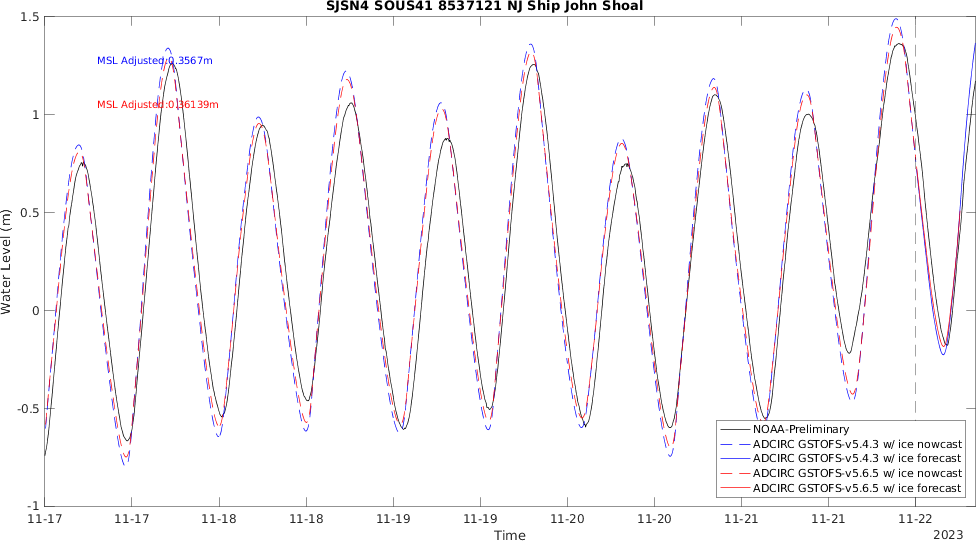 SJSN4 SOUS41 8537121 NJ Ship John Shoal
1.5
MSL Adjusted:0.3567m
MSL Adjusted:0.36139m
1
0.5
0
-0.5
-1
Water Level (m)
NOAA-Preliminary
ADCIRC GSTOFS-v5.4.3 w/ ice nowcast
ADCIRC GSTOFS-v5.4.3 w/ ice forecast
ADCIRC GSTOFS-v5.6.5 w/ ice nowcast
ADCIRC GSTOFS-v5.6.5 w/ ice forecast
11-17 11-17 11-18 11-18 11-19 11-19 11-20 11-20 11-21 11-21 11-22
Time
2023